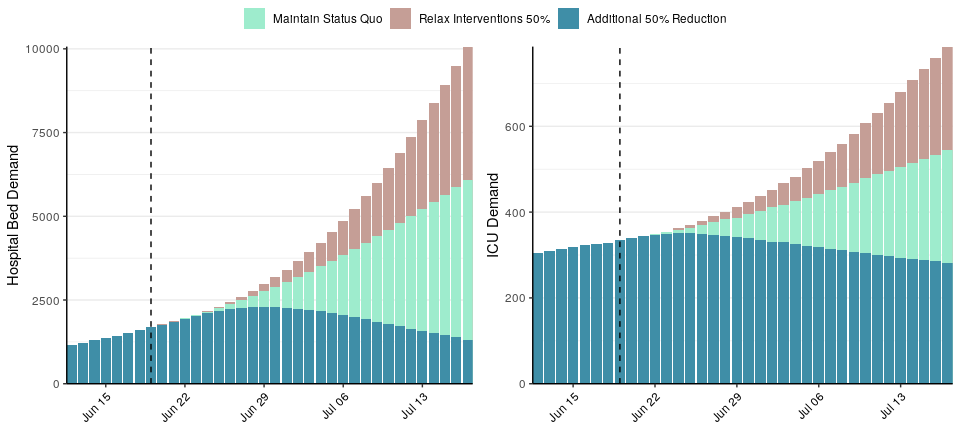 Maintain Status Quo Relax Interventions 50% Additional 50% Reduction
Hospital Bed Demand
10000
7500
5000
2500
0
Jun 15 Jun 22 Jun 29 Jul 06 Jul 13
ICU Demand
600
400
200
0
Jun 15 Jun 22 Jun 29 Jul 06 Jul 13